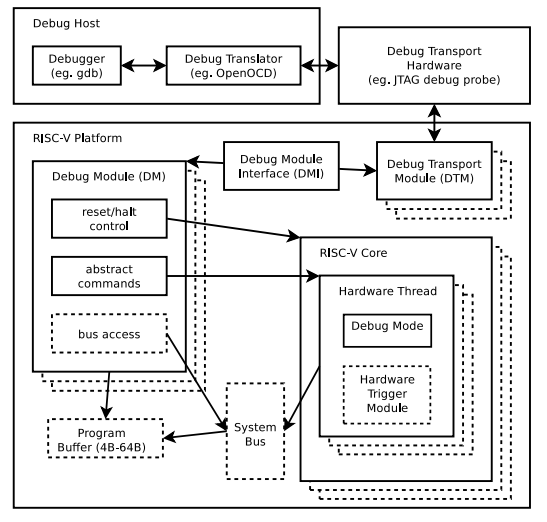 Debug Host
Debugger
(eg. gdb)
Debug Translator
(eg. OpenOCD)
Debug Transport
Hardware
(eg. JTAG debug probe)
RISC-V Platform
Debug Module (DM)
reset/halt
control
abstract
commands
bus access
Debug Module
Interface (DMI)
Debug Transport
Module (DTM)
RISC-V Core
Hardware Thread
Debug Mode
Hardware
Trigger
Module
Program
Buffer (4B-64B)
System
Bus